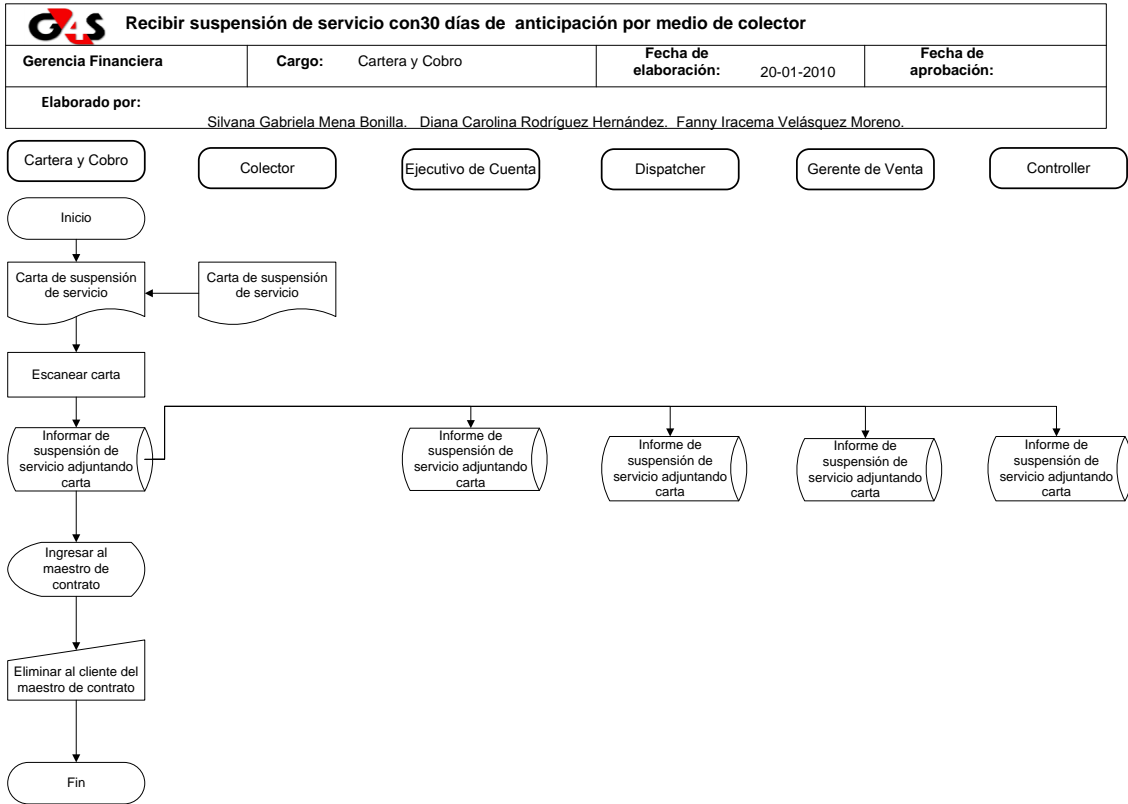 G4S
Recibir suspensión de servicio con30 días de anticipación por medio de colector
Gerencia Financiera
Cargo: Cartera y Cobro
Fecha de
elaboración: 20-01-2010
Fecha de
aprobación:
Elaborado por:
Silvana Gabriela Mena Bonilla. Diana Carolina Rodríguez Hernández. Fanny Iracema Velásquez Moreno.
Cartera y Cobro
Colector
Ejecutivo de Cuenta
Dispatcher
Gerente de Venta
Controller
Inicio
Carta de suspensión
de servicio
Carta de suspensión
de servicio
Escanear carta
Informar de
suspensión de
servicio adjuntando
carta
Informe de
suspensión de
servicio adjuntando
carta
Informe de
suspensión de
servicio adjuntando
carta
Informe de
suspensión de
servicio adjuntando
carta
Informe de
suspensión de
servicio adjuntando
carta
Ingresar al
maestro de
contrato
Eliminar al cliente del
maestro de contrato
Fin